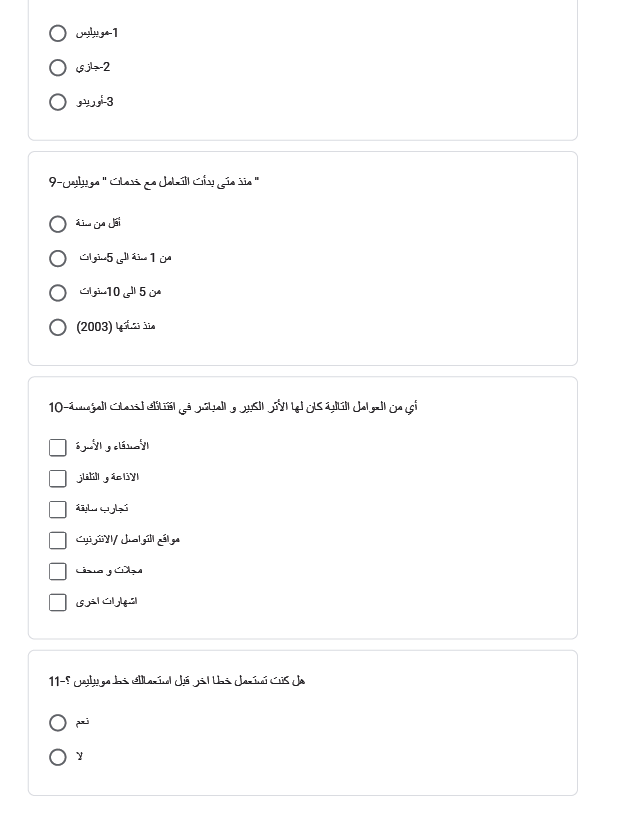 1-موبيليس
2-جازي
3-أوريدو
9-منذ متى بدأت التعامل مع خدمات " موبيليس "
أقل من سنة
من 1 سنة الى 5سنوات
من 5 الى 10سنوات
منذ نشأتها (2003)
10-أي من العوامل التالية كان لها الأثر الكبير و المباشر في اقتنائك لخدمات المؤسسة
الأصدقاء و الأسرة
الاذاعة و التلفاز
تجارب سابقة
مواقع التواصل /الانترنيت
مجلات و صحف
اشهارات اخرى
11-هل كنت تستعمل خطا اخر قبل استعمالك خط موبيليس ؟
نعم
لا